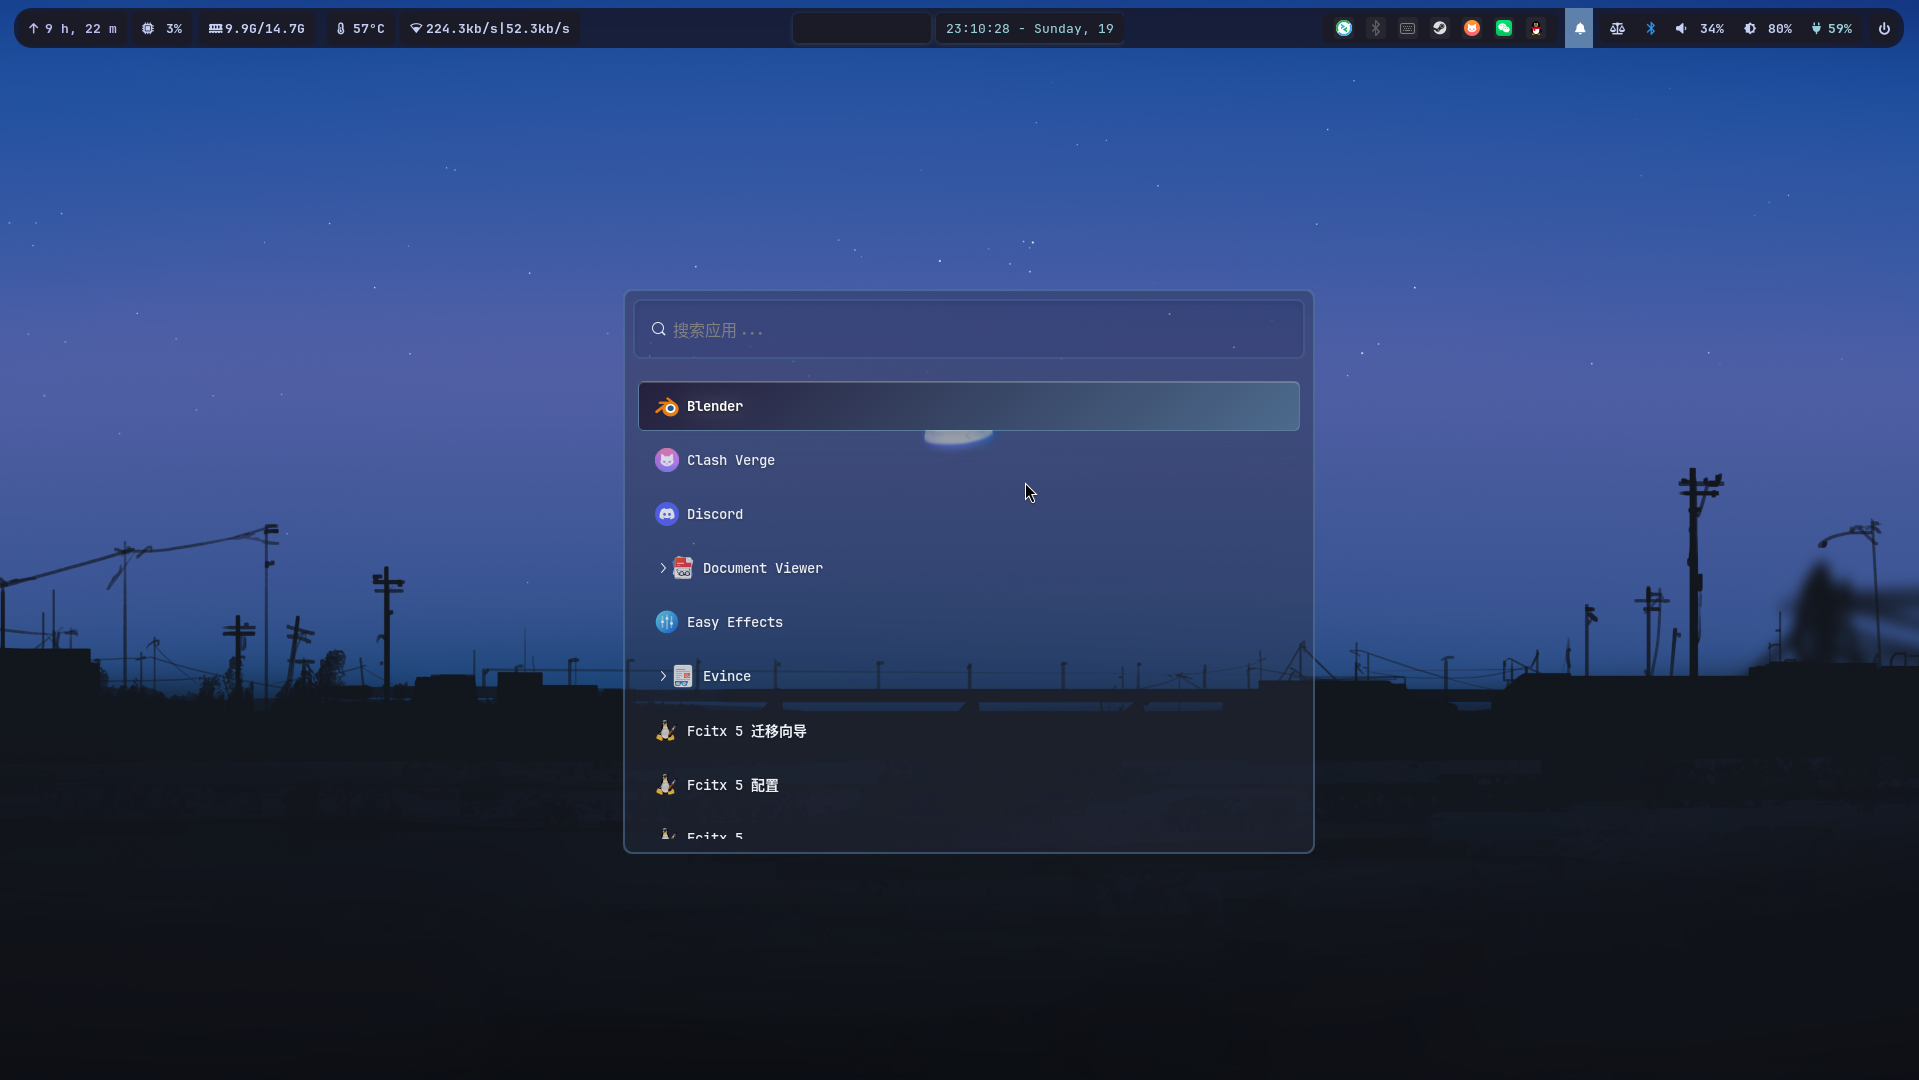 9 h, 22 m 3% 9.9G/14.7G 57°C 224.3kb/s|52.3kb/s 23:10:28 - Sunday, 19 34% 80% 59%
搜索应用 ...
Blender
Clash Verge
Discord
Document Viewer
Easy Effects
Evince
Fcitx 5 迁移向导
Fcitx 5 配置
Fcitx 5